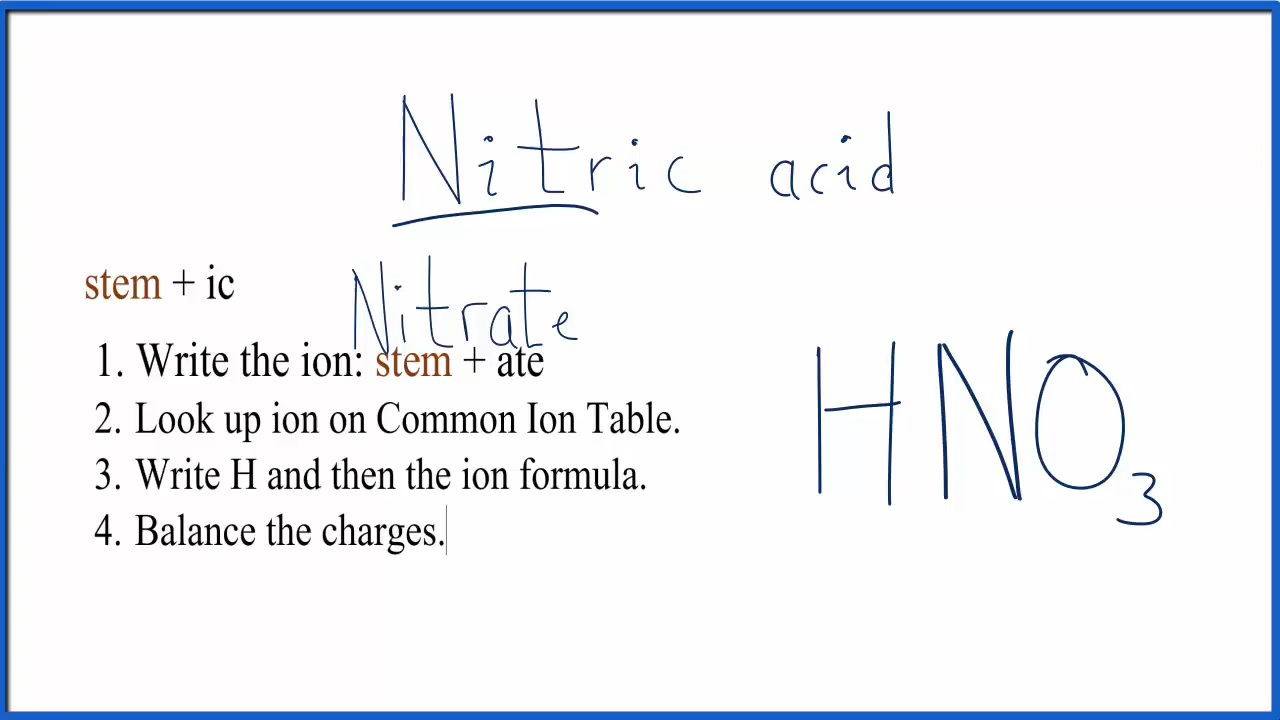 Nitric acid
stem + ic
Nitrate
1. Write the ion: stem + ate
2. Look up ion on Common Ion Table.
3. Write H and then the ion formula.
4. Balance the charges.
HNO3